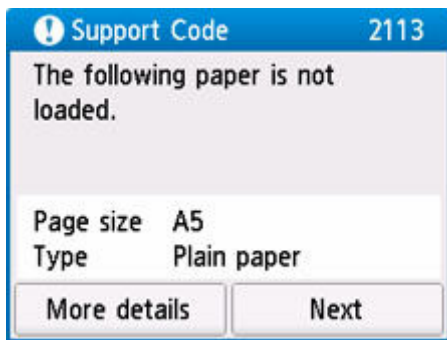 Support Code 2113
The following paper is not
loaded.
Page size A5
Type Plain paper
More details Next